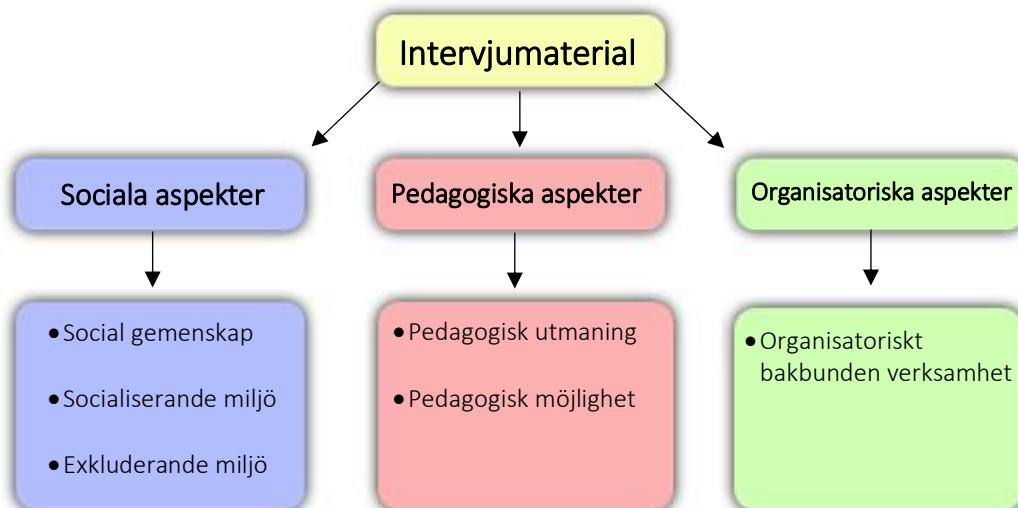 Intervjumaterial
Sociala aspekter
Pedagogiska aspekter
Organisatoriska aspekter
• Social gemenskap
• Socialiserande miljö
• Exkluderande miljö
• Pedagogisk utmaning
• Pedagogisk möjlighet
• Organisatoriskt
bakbunden verksamhet